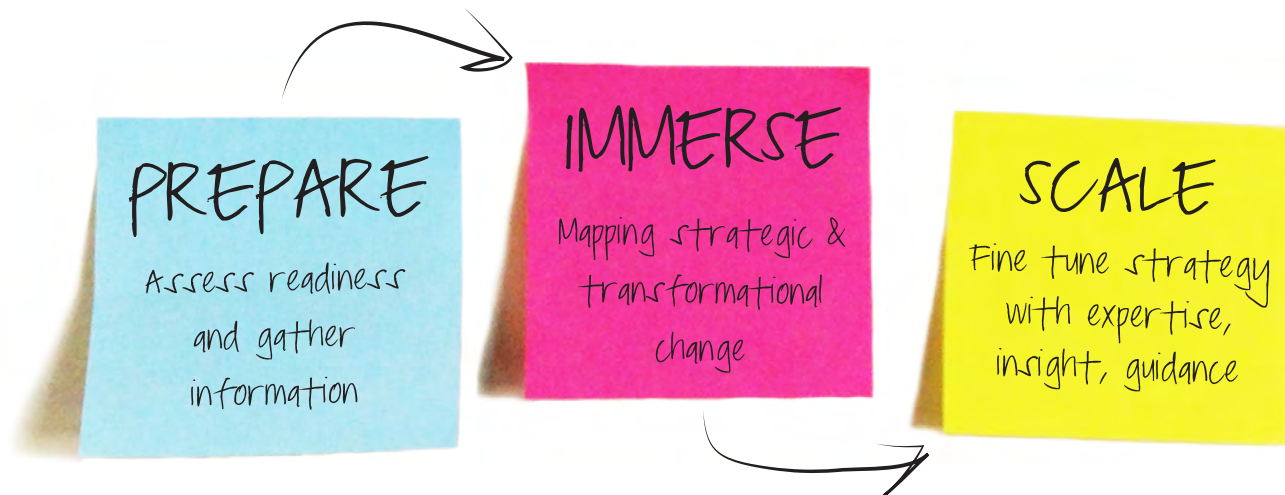 PREPARE
Assess readiness
and gather
information
IMMERSE
Mapping strategic &
transformational
change
SCALE
Fine tune strategy
with expertise,
insight, guidance